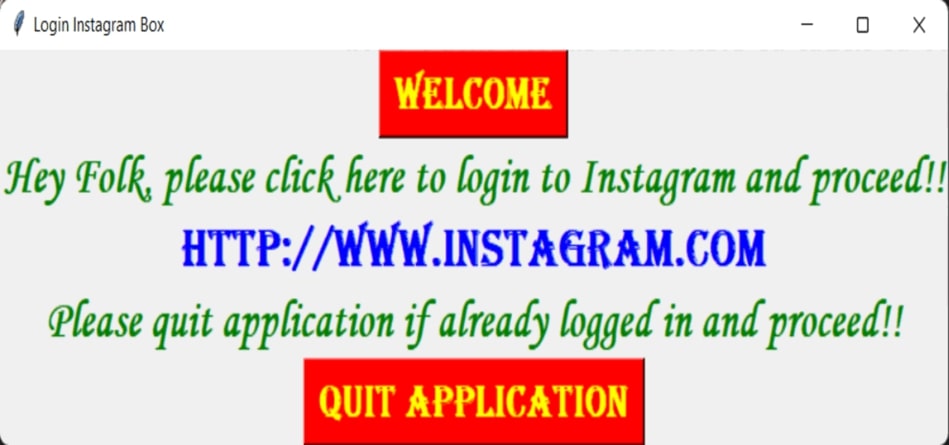 Login Instagram Box
WELCOME
Hey Folk, please click here to login to Instagram and proceed!!
HTTP://WWW.INSTAGRAM.COM
Please quit application if already logged in and proceed!!
QUIT APPLICATION